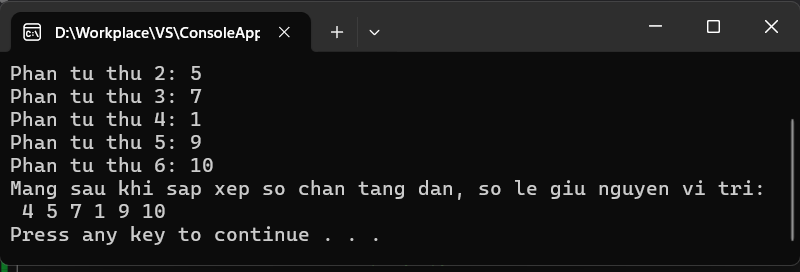 D:\Workplace\VS\ConsoleApp
Phan tu thu 2: 5
Phan tu thu 3: 7
Phan tu thu 4: 1
Phan tu thu 5: 9
Phan tu thu 6: 10
Mang sau khi sap xep so chan tang dan, so le giu nguyen vi tri:
 4 5 7 1 9 10
Press any key to continue . . .